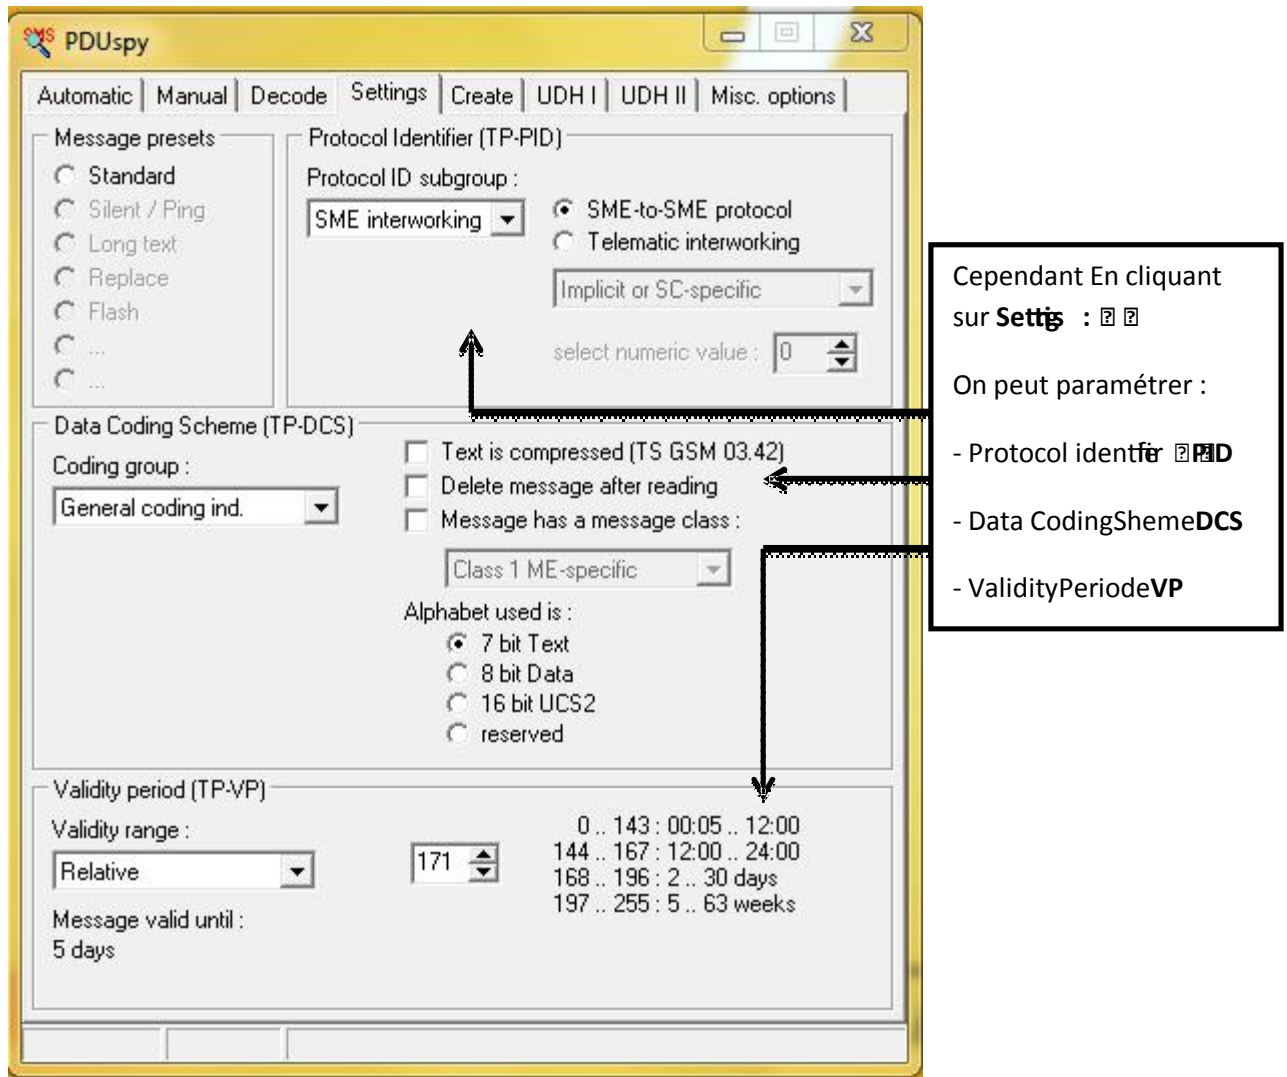 SMS PDUspy
Automatic Manual Decode Settings Create UDH I UDH II Misc. options
Message presets
Standard
Silent / Ping
Long text
Replace
Flash
...
...
Protocol Identifier (TP-PID)
Protocol ID subgroup :
SME interworking
SME-to-SME protocol
Telematic interworking
Implicit or SC-specific
select numeric value : 0
Data Coding Scheme (TP-DCS)
Coding group :
General coding ind.
Text is compressed (TS GSM 03.42)
Delete message after reading
Message has a message class :
Class 1 ME-specific
Alphabet used is :
7 bit Text
8 bit Data
16 bit UCS2
reserved
Validity period (TP-VP)
Validity range :
Relative
171
Message valid until :
5 days
0 .. 143 : 00:05 .. 12:00
144 .. 167 : 12:00 .. 24:00
168 .. 196 : 2 .. 30 days
197 .. 255 : 5 .. 63 weeks
Cependant En cliquant
sur :
On peut paramétrer :
- Protocol
- Data CodingShemeDCS
- ValidityPeriodeVP